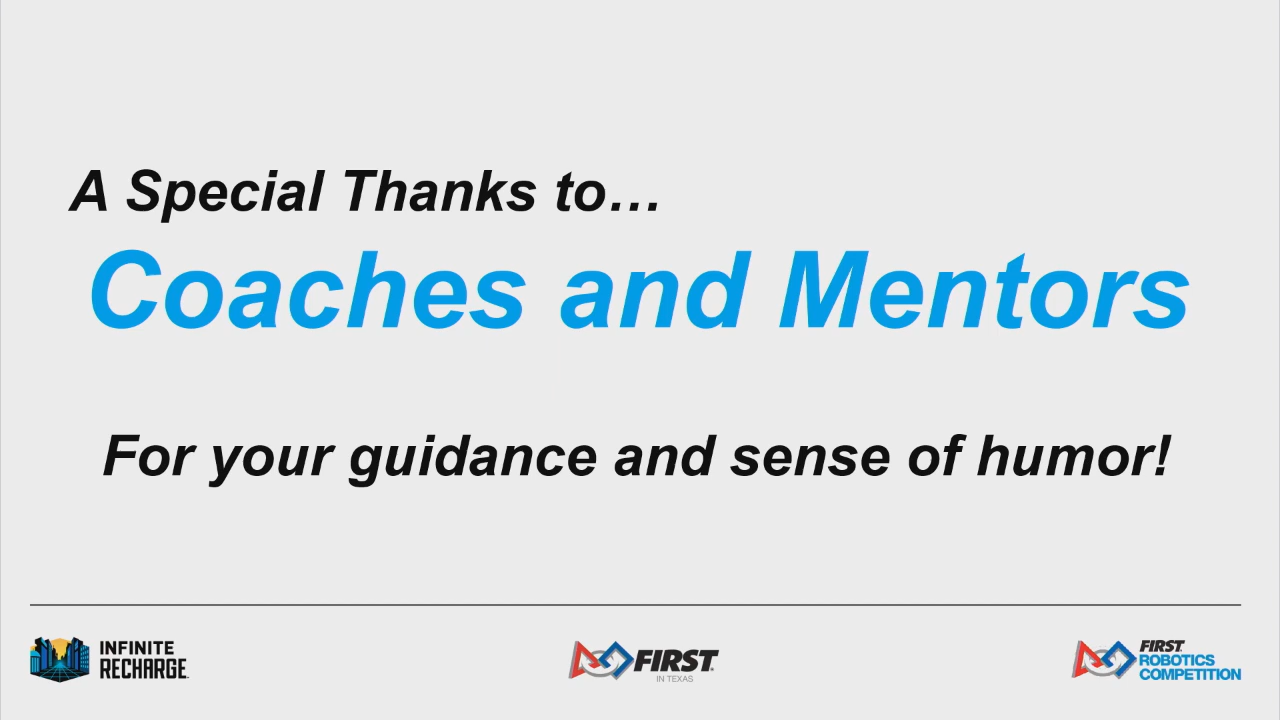 A Special Thanks to…
Coaches and Mentors
For your guidance and sense of humor!
INFINITE
RECHARGE
FIRST
IN TEXAS
FIRST
ROBOTICS
COMPETITION